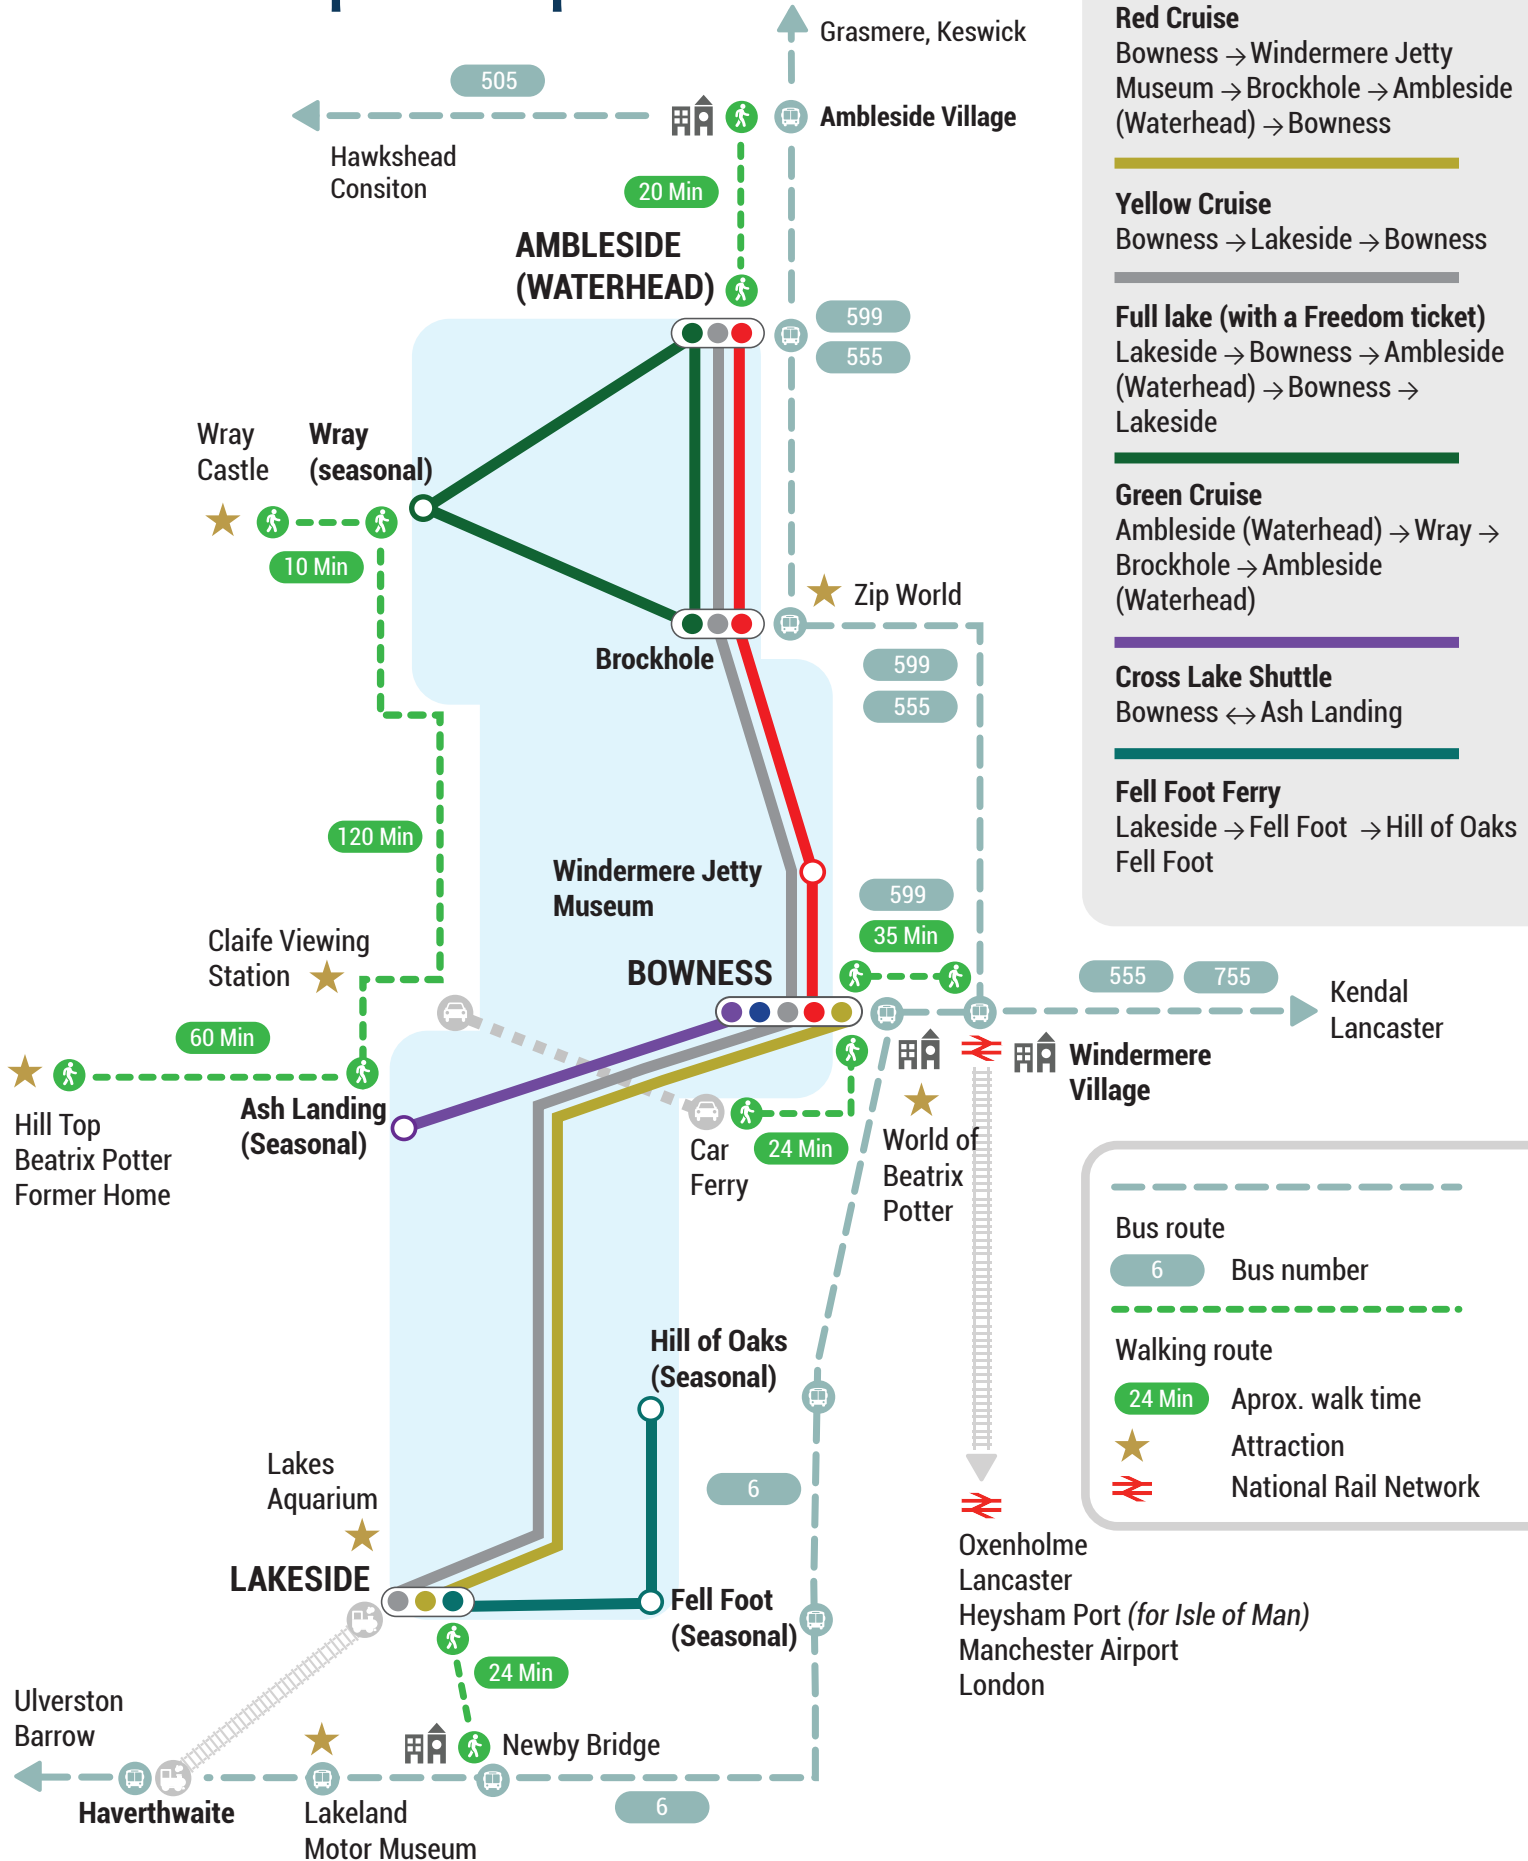 Grasmere, Keswick
505
Ambleside Village
Hawkshead
Consiton
20 Min
AMBLESIDE
(WATERHEAD)
599
555
Wray
Castle
Wray
(seasonal)
10 Min
Zip World
Brockhole
599
555
120 Min
Windermere Jetty
Museum
599
35 Min
Claife Viewing
Station
BOWNESS
555
755
Kendal
Lancaster
60 Min
Windermere
Village
Hill Top
Beatrix Potter
Former Home
Ash Landing
(Seasonal)
Car
Ferry
24 Min
World of
Beatrix
Potter
Hill of Oaks
(Seasonal)
Lakes
Aquarium
6
LAKESIDE
Fell Foot
(Seasonal)
24 Min
Oxenholme
Lancaster
Heysham Port (for Isle of Man)
Manchester Airport
London
Ulverston
Barrow
Newby Bridge
Haverthwaite
Lakeland
Motor Museum
6
Red Cruise
Bowness → Windermere Jetty
Museum → Brockhole → Ambleside
(Waterhead) → Bowness
Yellow Cruise
Bowness → Lakeside → Bowness
Full lake (with a Freedom ticket)
Lakeside → Bowness → Ambleside
(Waterhead) → Bowness →
Lakeside
Green Cruise
Ambleside (Waterhead) → Wray →
Brockhole → Ambleside
(Waterhead)
Cross Lake Shuttle
Bowness ↔ Ash Landing
Fell Foot Ferry
Lakeside → Fell Foot → Hill of Oaks
Fell Foot
Bus route
6 Bus number
Walking route
24 Min Aprox. walk time
Attraction
National Rail Network